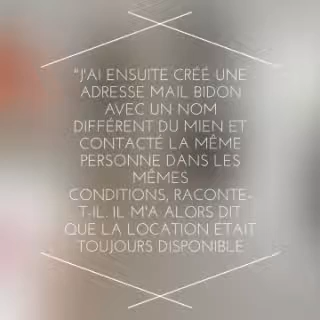 "J'AI ENSUITE CRÉÉ UNE
ADRESSE MAIL BIDON
AVEC UN NOM
DIFFÉRENT DU MIEN ET
CONTACTÉ LA MÊME
PERSONNE DANS LES
MÊMES
CONDITIONS, RACONTE-
T-IL. IL M'A ALORS DIT
QUE LA LOCATION ÉTAIT
TOUJOURS DISPONIBLE